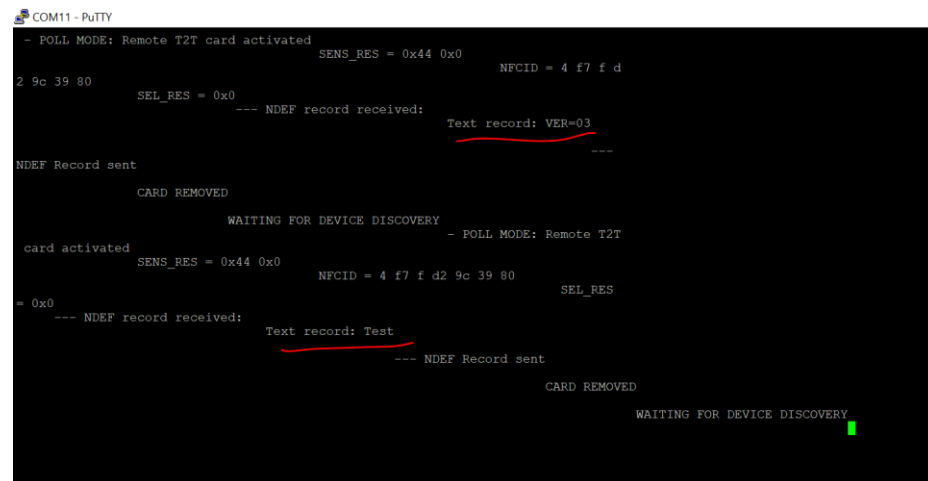 COM11 - PuTTY
- POLL MODE: Remote T2T card activated
SENS_RES = 0x44 0x0
NFCID = 4 f7 f d
2 9c 39 80
SEL_RES = 0x0
--- NDEF record received:
Text record: VER=03
---
NDEF Record sent
CARD REMOVED
WAITING FOR DEVICE DISCOVERY
- POLL MODE: Remote T2T
card activated
SENS_RES = 0x44 0x0
NFCID = 4 f7 f d2 9c 39 80
SEL_RES
= 0x0
--- NDEF record received:
Text record: Test
--- NDEF Record sent
CARD REMOVED
WAITING FOR DEVICE DISCOVERY